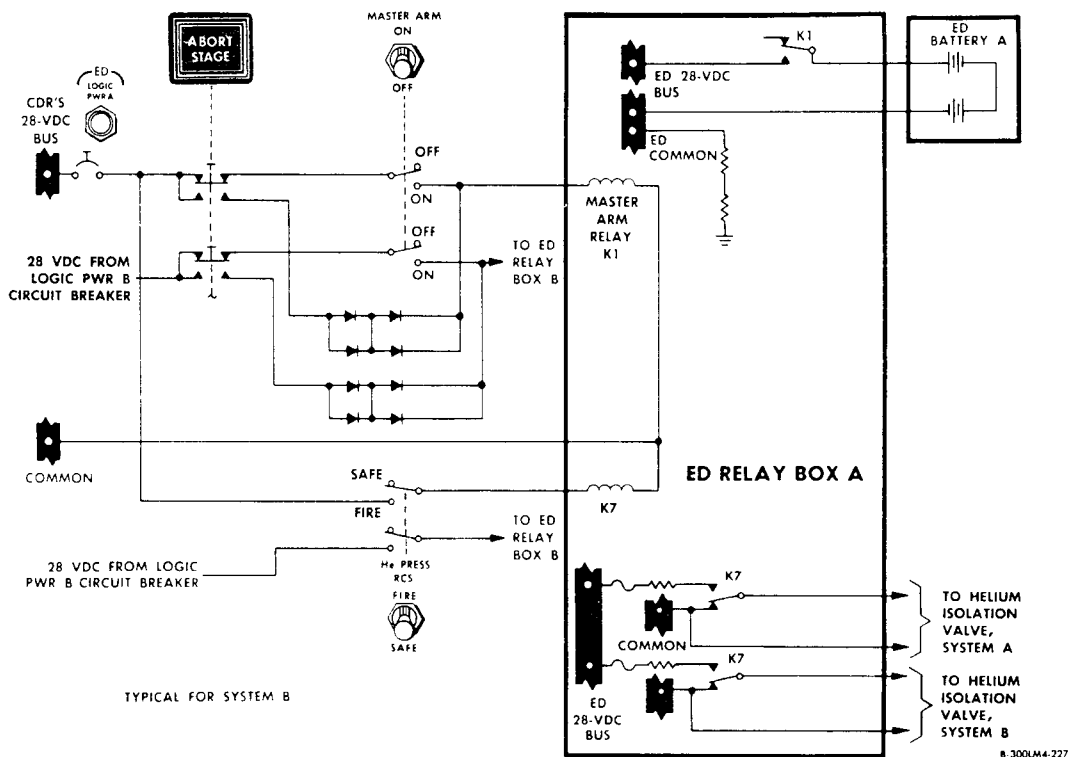 ABORT
STAGE
MASTER ARM
ON
OFF
ED
LOGIC
PWR A
CDR'S
28-VDC
BUS
OFF
ON
OFF
ON
28 VDC FROM
LOGIC PWR B
CIRCUIT BREAKER
TO ED
RELAY
BOX B
COMMON
SAFE
FIRE
TO ED
RELAY
BOX B
28 VDC FROM LOGIC
PWR B CIRCUIT BREAKER
He PRESS
RCS
FIRE
SAFE
TYPICAL FOR SYSTEM B
K1
ED 28-VDC
BUS
ED
COMMON
ED
BATTERY A
MASTER
ARM
RELAY
K1
ED RELAY BOX A
K7
K7
COMMON
K7
ED
28-VDC
BUS
TO HELIUM
ISOLATION
VALVE,
SYSTEM A
TO HELIUM
ISOLATION
VALVE,
SYSTEM B
B-300LM4-227